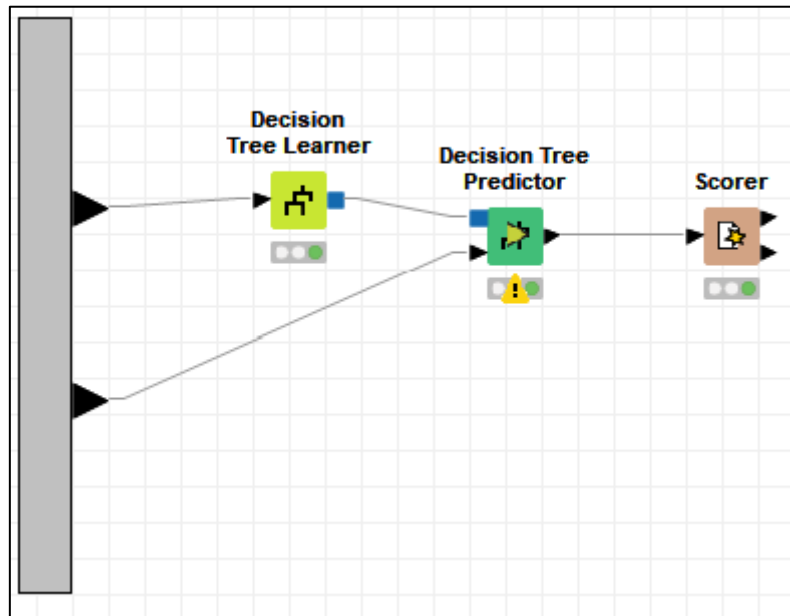 Decision
Tree Learner
Decision Tree
Predictor
Scorer